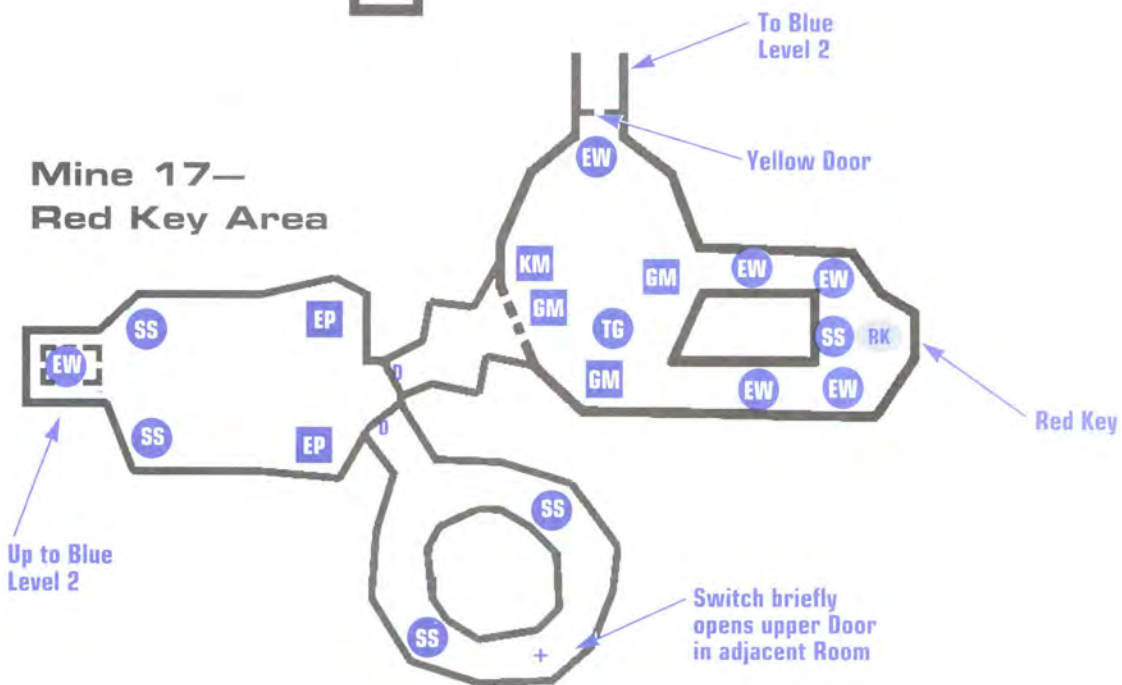 To Blue
Level 2
Yellow Door
Mine 17—
Red Key Area
EW
KM
GM
EW
EW
GM
EP
SS
TG
SS
RK
EW
D
GM
EW
EW
Red Key
D
SS
EP
SS
Up to Blue
Level 2
Switch briefly
opens upper Door
in adjacent Room
SS
+